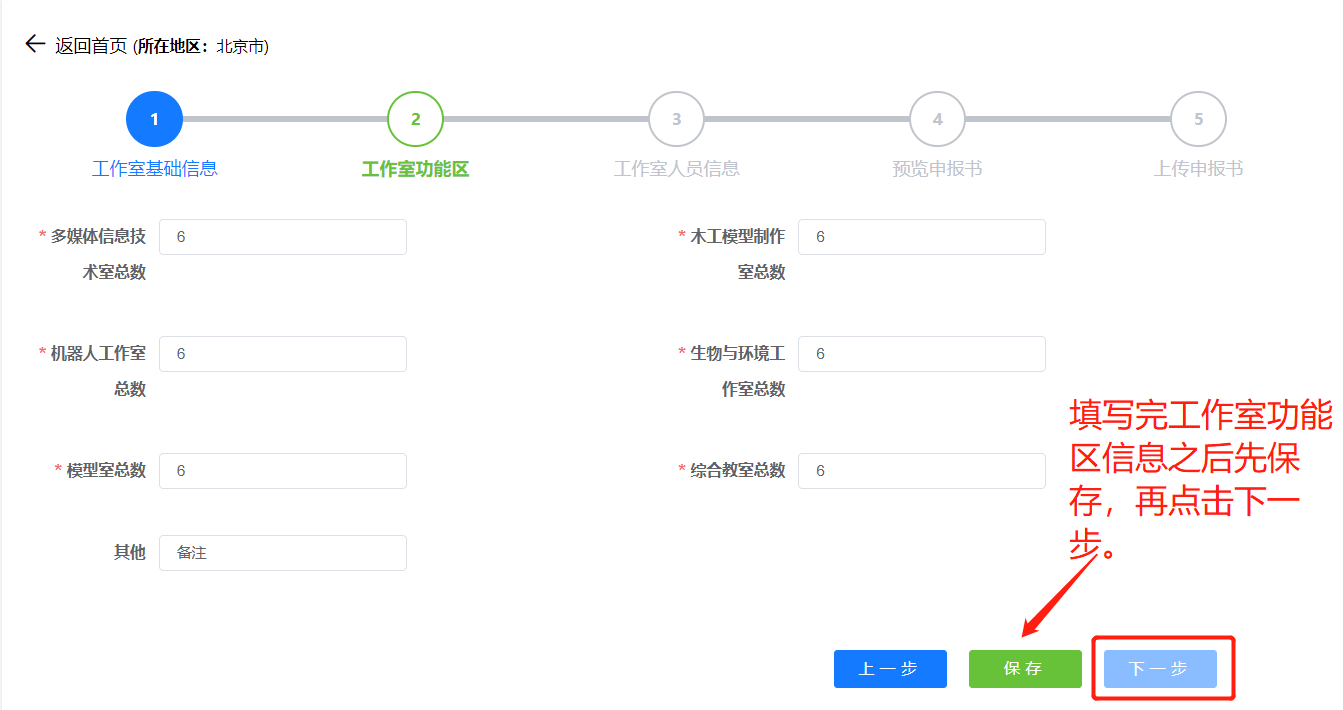 返回首页 (所在地区：北京市)
1 2 3 4 5
工作室基础信息 工作室功能区 工作室人员信息 预览申报书 上传申报书
* 多媒体信息技 6 * 木工模型制作 6
术室总数 室总数
* 机器人工作室 6 * 生物与环境工 6
总数 作室总数
* 模型室总数 6 * 综合教室总数 6
其他 备注
填写完工作室功能
区信息之后先保
存，再点击下一
步。
上一步 保存 下一步